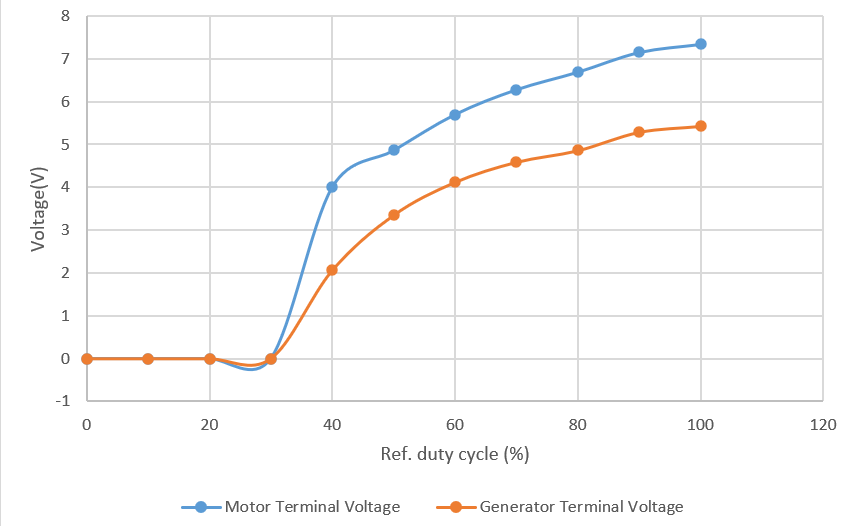 8
7
6
5
4
3
2
1
0
-1
Voltage(V)
0 20 40 60 80 100 120
Ref. duty cycle (%)
Motor Terminal Voltage Generator Terminal Voltage